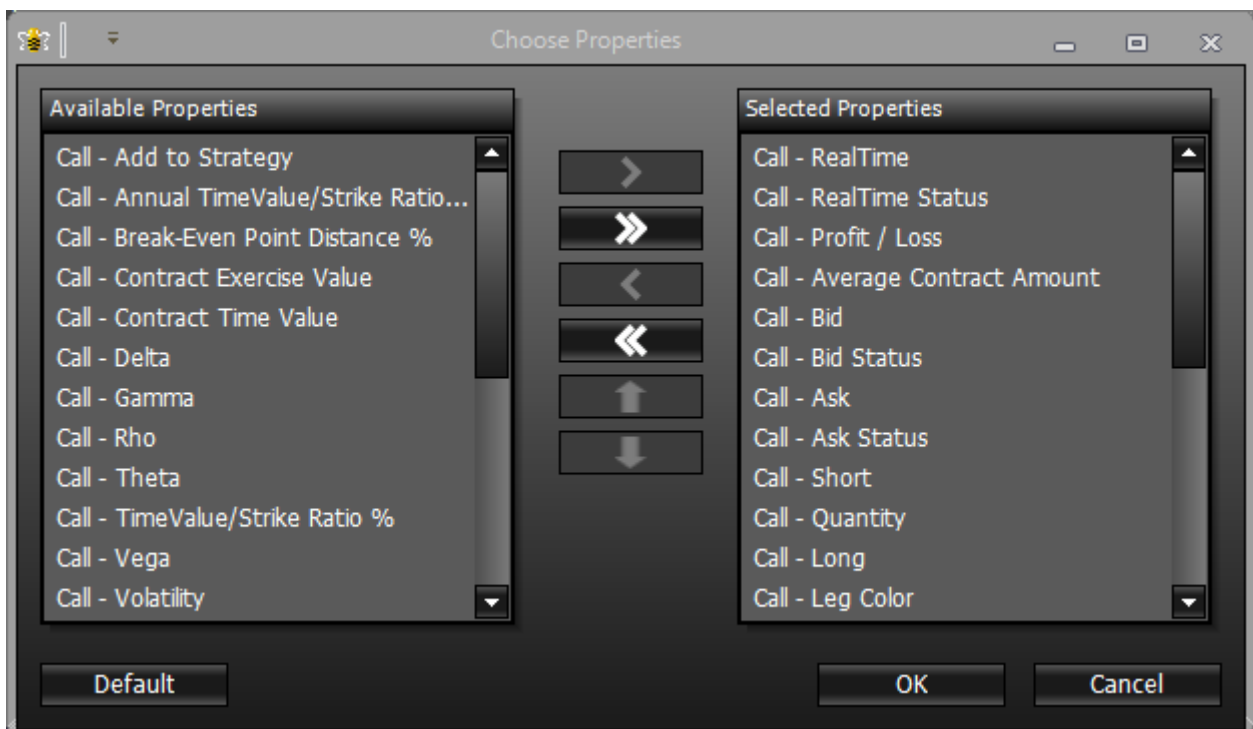 Choose Properties
Available Properties
Call - Add to Strategy
Call - Annual TimeValue/Strike Ratio...
Call - Break-Even Point Distance %
Call - Contract Exercise Value
Call - Contract Time Value
Call - Delta
Call - Gamma
Call - Rho
Call - Theta
Call - TimeValue/Strike Ratio %
Call - Vega
Call - Volatility
Selected Properties
Call - RealTime
Call - RealTime Status
Call - Profit / Loss
Call - Average Contract Amount
Call - Bid
Call - Bid Status
Call - Ask
Call - Ask Status
Call - Short
Call - Quantity
Call - Long
Call - Leg Color
Default
OK
Cancel